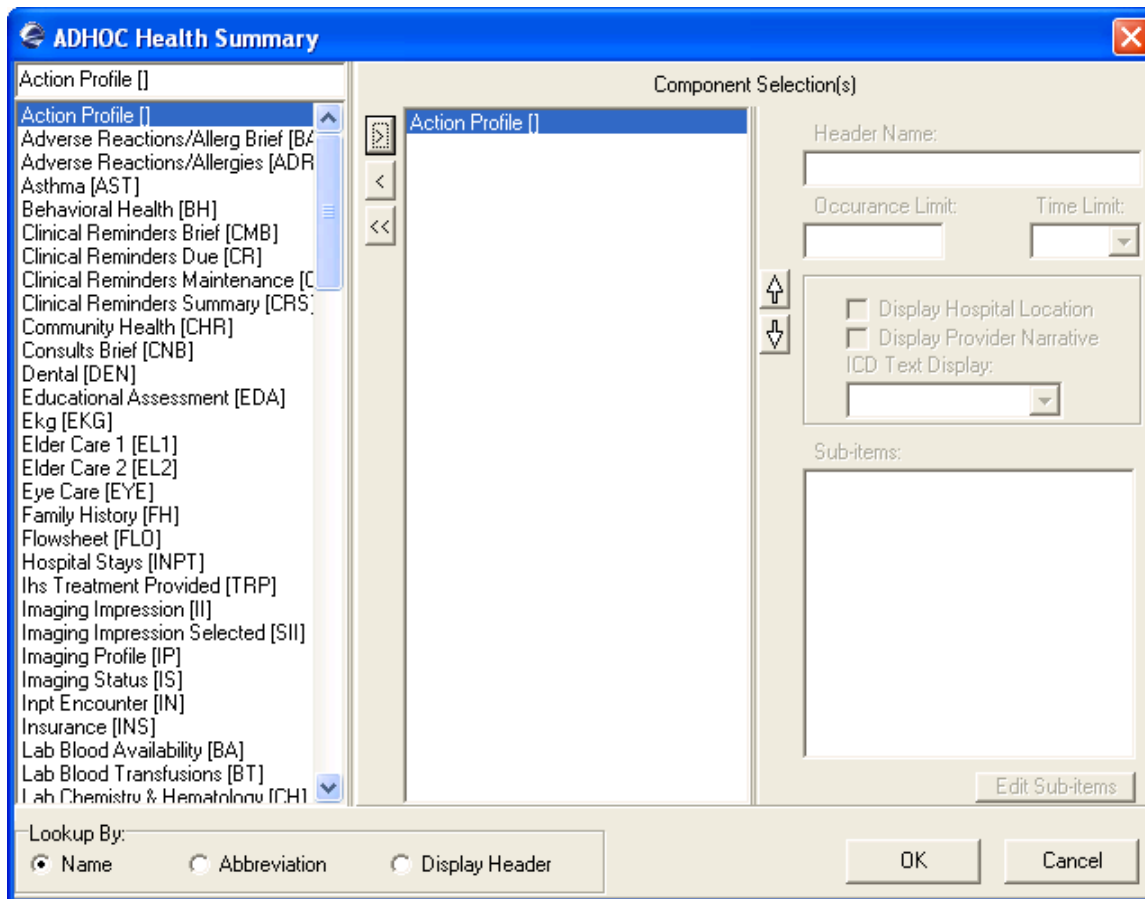 ADHOC Health Summary
Action Profile []
Action Profile []
Adverse Reactions/Allerg Brief [BA
Adverse Reactions/Allergies [ADR
Asthma [AST]
Behavioral Health [BH]
Clinical Reminders Brief [CMB]
Clinical Reminders Due [CR]
Clinical Reminders Maintenance [C
Clinical Reminders Summary [CRS]
Community Health [CHR]
Consults Brief [CNB]
Dental [DEN]
Educational Assessment [EDA]
Ekg [EKG]
Elder Care 1 [EL1]
Elder Care 2 [EL2]
Eye Care [EYE]
Family History [FH]
Flowsheet [FLO]
Hospital Stays [INPT]
Ihs Treatment Provided [TRP]
Imaging Impression [II]
Imaging Impression Selected [SII]
Imaging Profile [IP]
Imaging Status [IS]
Inpt Encounter [IN]
Insurance [INS]
Lab Blood Availability [BA]
Lab Blood Transfusions [BT]
Lab Chemistry & Hematology [CH]
>
<
<<
Component Selection(s)
Action Profile []
Header Name:
Occurance Limit:
Time Limit:
Display Hospital Location
Display Provider Narrative
ICD Text Display:
Sub-items:
Edit Sub-items
Lookup By:
Name
Abbreviation
Display Header
OK
Cancel